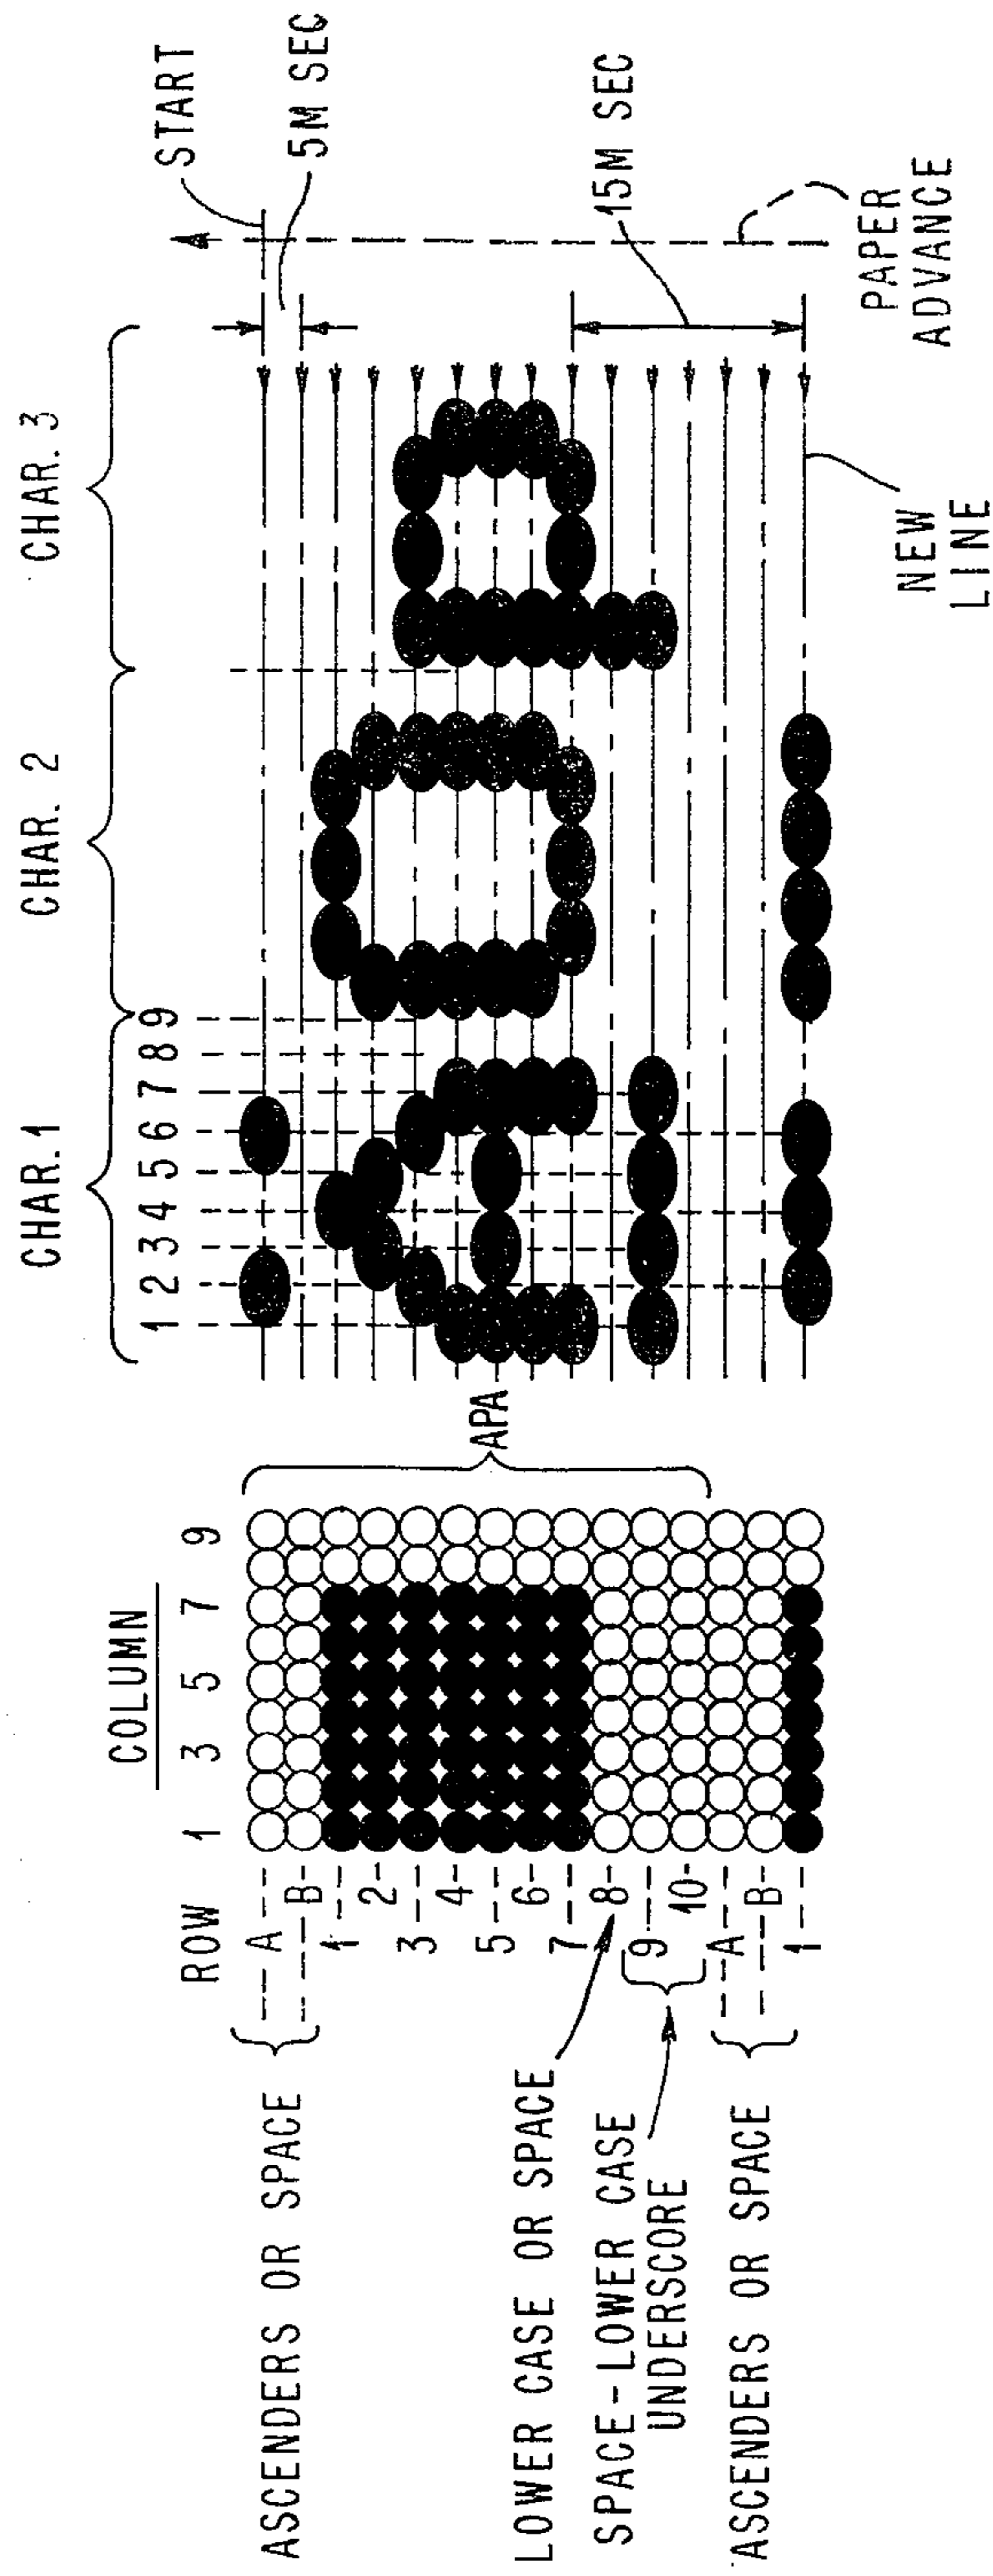 CHAR. 1 CHAR. 2 CHAR. 3
COLUMN
ROW 1 3 5 7 9
1 2 3 4 5 6 7 8 9
START
5M SEC
ASCENDERS OR SPACE
A
B
1
2
3
4
5
6
7
8
9
10
A
B
1
APA
LOWER CASE OR SPACE
SPACE-LOWER CASE
UNDERSCORE
ASCENDERS OR SPACE
15M SEC
PAPER
ADVANCE
NEW
LINE